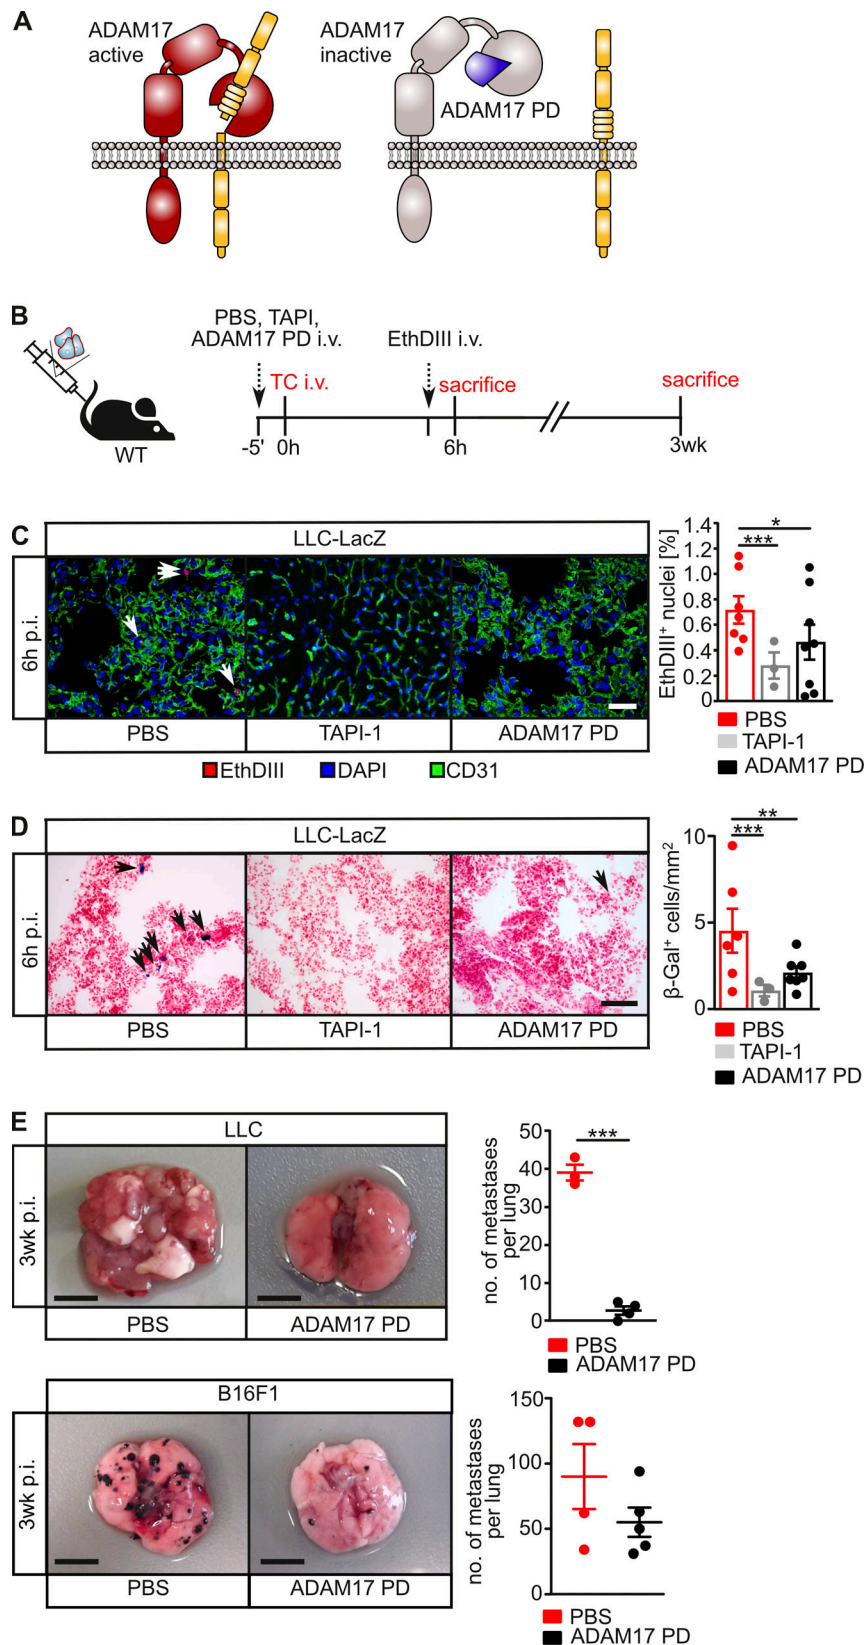 A
ADAM17
active
ADAM17
inactive
ADAM17 PD
B
PBS, TAPI,
ADAM17 PD i.v.
EthDIII i.v.
TC i.v.
sacrifice
sacrifice
WT
-5'
0h
6h
3wk
C
LLC-LacZ
6h p.i.
PBS
TAPI-1
ADAM17 PD
EthDIII
DAPI
CD31
EthDIII⁺ nuclei [%]
1.4
1.2
1.0
0.8
0.6
0.4
0.2
0
*
***
PBS
TAPI-1
ADAM17 PD
D
LLC-LacZ
6h p.i.
PBS
TAPI-1
ADAM17 PD
β-Gal⁺ cells/mm²
10
5
0
**
***
PBS
TAPI-1
ADAM17 PD
E
LLC
3wk p.i.
PBS
ADAM17 PD
no. of metastases
per lung
50
40
30
20
10
0
***
PBS
ADAM17 PD
B16F1
3wk p.i.
PBS
ADAM17 PD
no. of metastases
per lung
150
100
50
0
PBS
ADAM17 PD